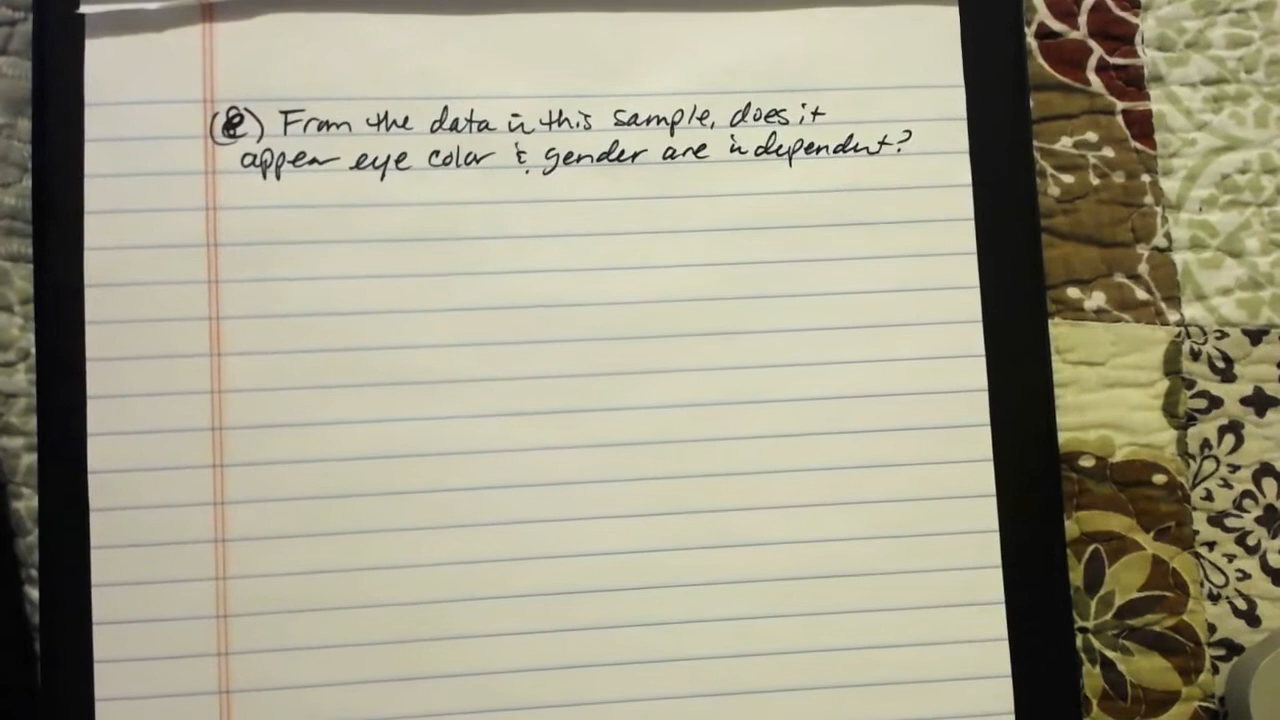 (e) From the data in this sample, does it
appear eye color & gender are independent?